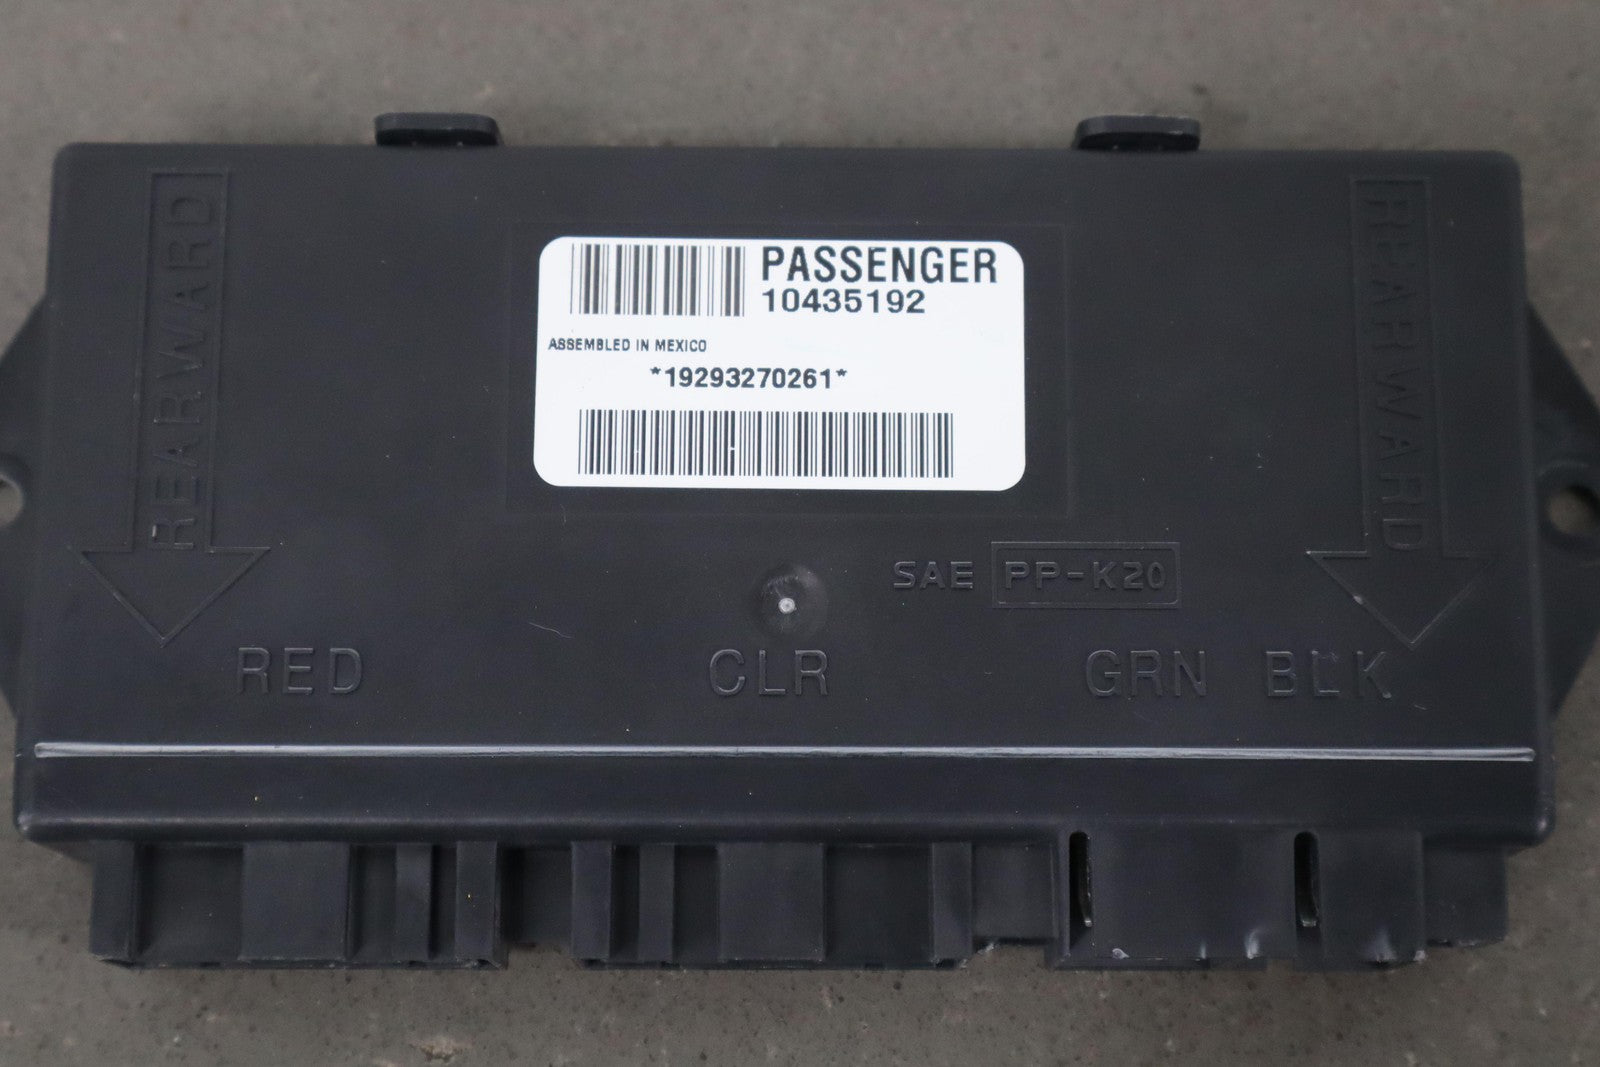 PASSENGER
10435192
ASSEMBLED IN MEXICO
*19293270261*
REARWARD
REARWARD
SAE PP-K20
RED CLR GRN BLK